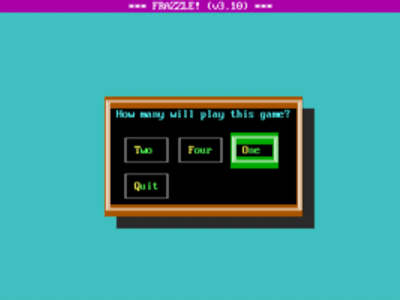 === FRAZZLE! (v3.10) ===
How many will play this game?
Two Four One
Quit